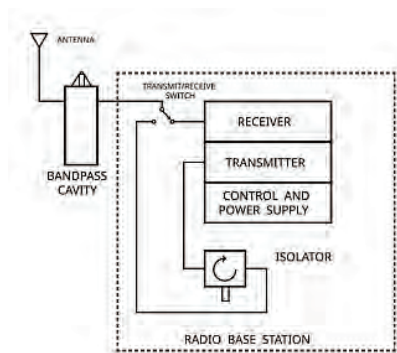 ANTENNA
TRANSMIT/RECEIVE
SWITCH
RECEIVER
TRANSMITTER
BANDPASS
CAVITY
CONTROL AND
POWER SUPPLY
ISOLATOR
RADIO BASE STATION